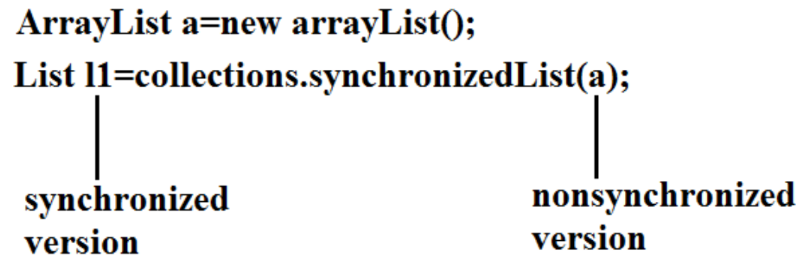 ArrayList a=new arrayList();
List l1=collections.synchronizedList(a);
synchronized
version
nonsynchronized
version